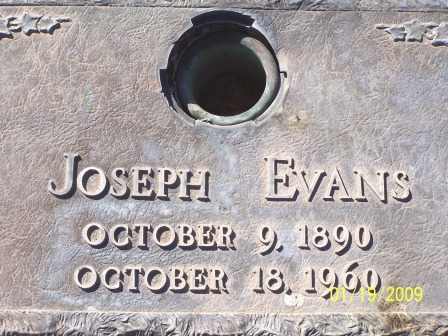 JOSEPH EVANS
OCTOBER 9, 1890
OCTOBER 18, 1960
01/19/2009